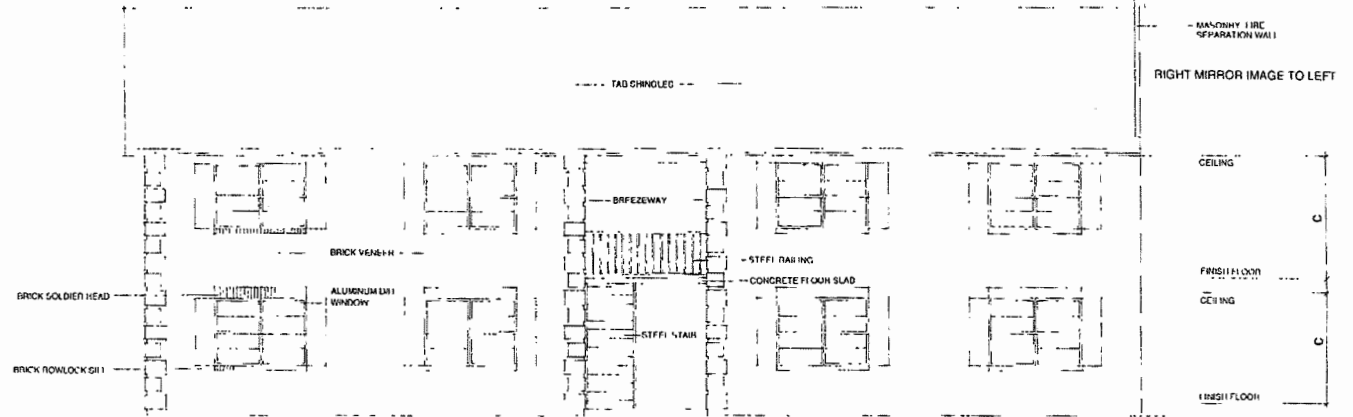 MASONRY FIRE
SEPARATION WALL
RIGHT MIRROR IMAGE TO LEFT
TAB SHINGLES
CEILING
BREEZEWAY
C
BRICK VENEER
STEEL RAILING
FINISH FLOOR
CONCRETE FLOOR SLAB
BRICK SOLDIER HEAD
ALUMINUM
WINDOW
CEILING
STEEL STAIR
C
BRICK ROWLOCK SILL
FINISH FLOOR